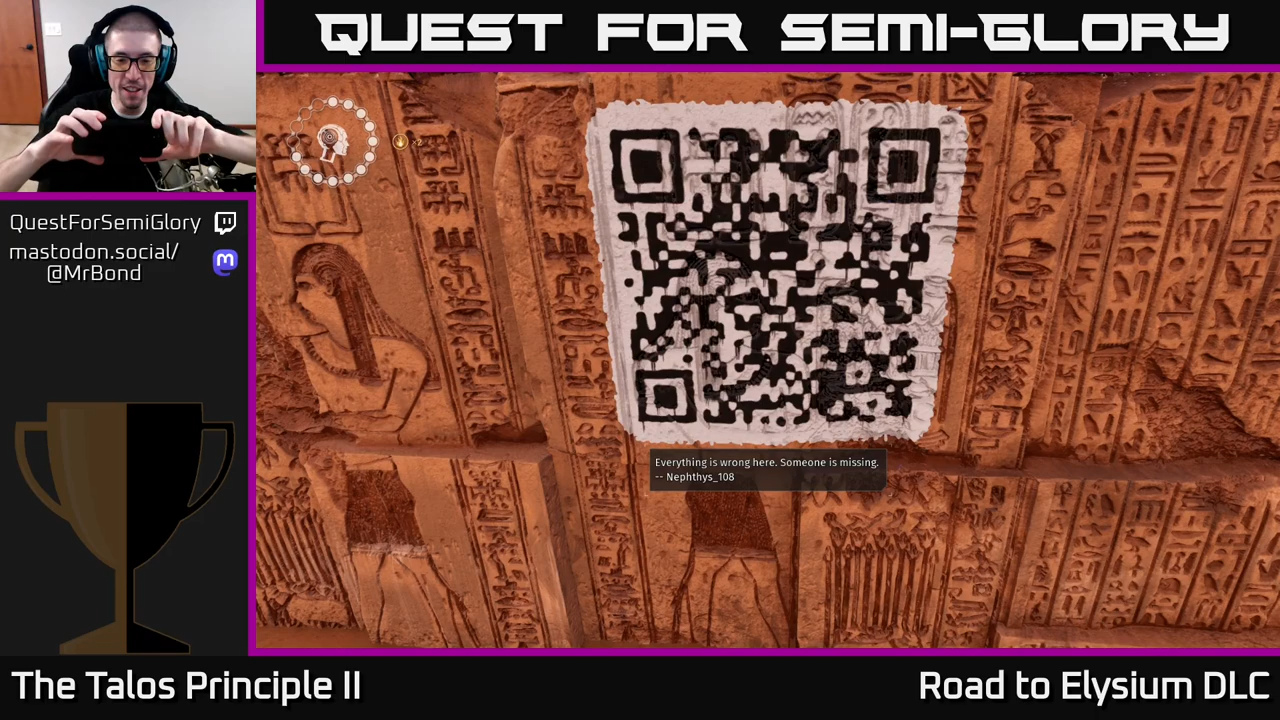 QUEST FOR SEMI-GLORY
×2
QuestForSemiGlory
mastodon.social/
@MrBond
Everything is wrong here. Someone is missing.
-- Nephthys_108
The Talos Principle II
Road to Elysium DLC